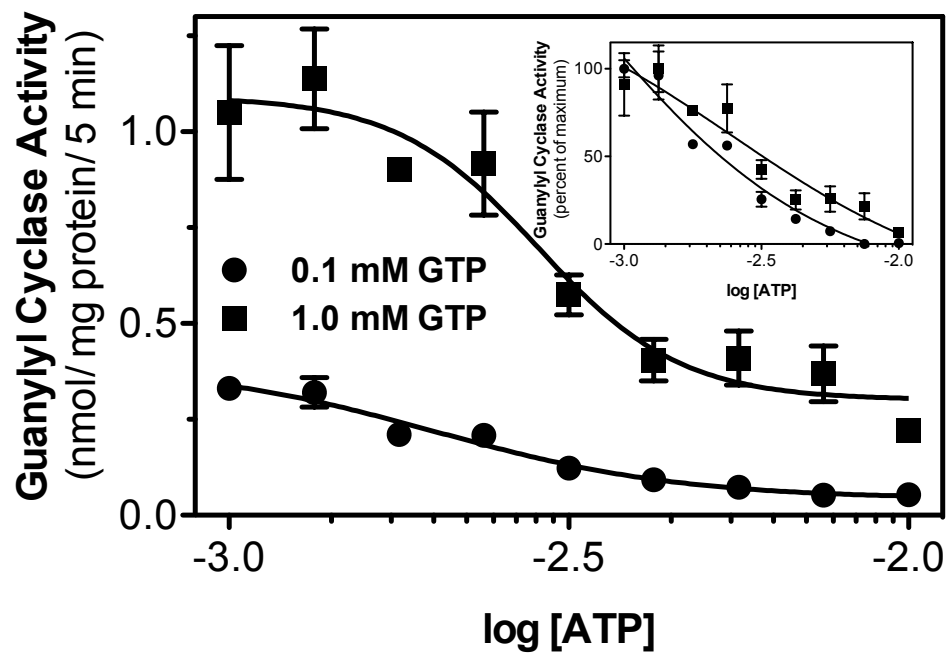 Guanylyl Cyclase Activity
(nmol/ mg protein/ 5 min)
1.0
0.5
0.0
-3.0
-2.5
-2.0
log [ATP]
0.1 mM GTP
1.0 mM GTP
Guanylyl Cyclase Activity
(percent of maximum)
100
50
0
-3.0
-2.5
-2.0
log [ATP]